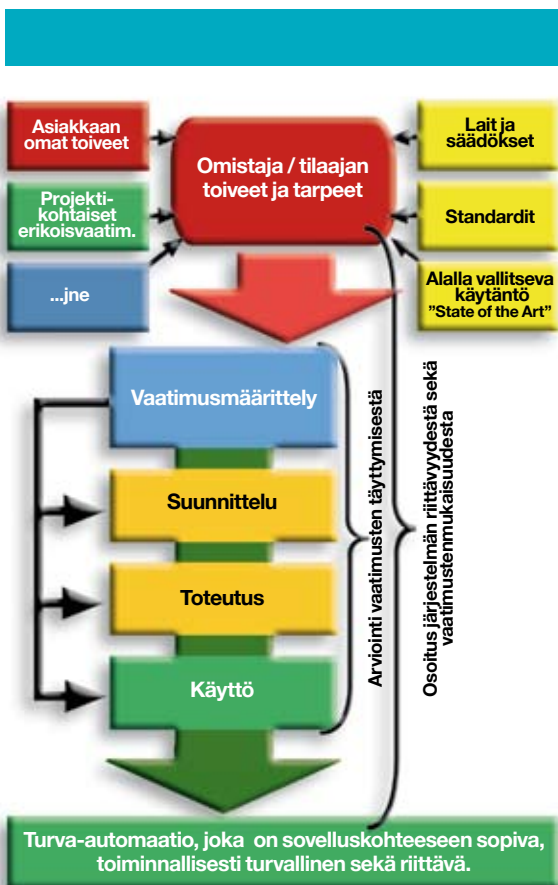 Asiakkaan
omat toiveet
Projekti-
kohtaiset
erikoisvaatim.
...jne
Omistaja / tilaajan
toiveet ja tarpeet
Lait ja
säädökset
Standardit
Alalla vallitseva
käytäntö
”State of the Art”
Vaatimusmäärittely
Suunnittelu
Toteutus
Käyttö
Arviointi vaatimusten täyttymisestä
Osoitus järjestelmän riittävyydestä sekä
vaatimustenmukaisuudesta
Turva-automaatio, joka on sovelluskohteeseen sopiva,
toiminnallisesti turvallinen sekä riittävä.